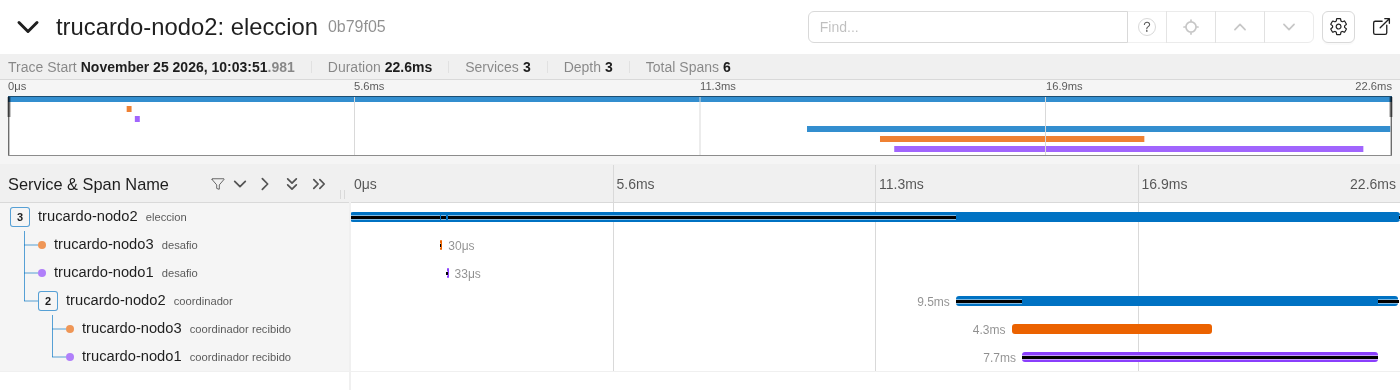 trucardo-nodo2: eleccion 0b79f05 Find... ?
Trace Start November 25 2026, 10:03:51.981 Duration 22.6ms Services 3 Depth 3 Total Spans 6
0μs 5.6ms 11.3ms 16.9ms 22.6ms
Service & Span Name 0μs 5.6ms 11.3ms 16.9ms 22.6ms
3 trucardo-nodo2 eleccion
trucardo-nodo3 desafio 30μs
trucardo-nodo1 desafio 33μs
2 trucardo-nodo2 coordinador 9.5ms
trucardo-nodo3 coordinador recibido 4.3ms
trucardo-nodo1 coordinador recibido 7.7ms